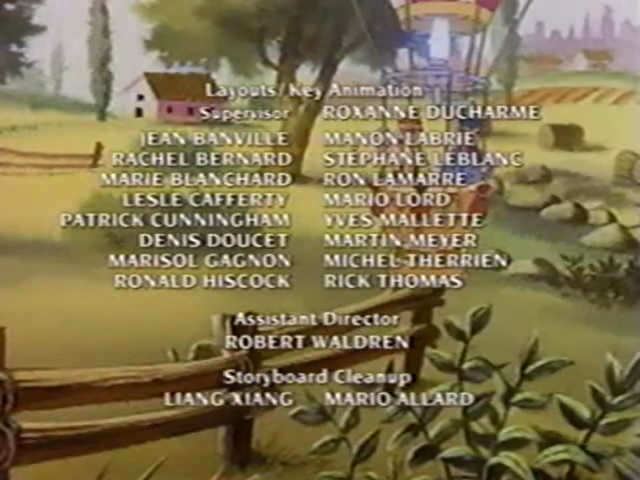 Layouts/Key Animation
Supervisor ROXANNE DUCHARME
JEAN BANVILLE MANON LABRIE
RACHEL BERNARD STEPHANE LEBLANC
MARIE BLANCHARD RON LAMARRE
LESLE CAFFERTY MARIO LORD
PATRICK CUNNINGHAM YVES MALLETTE
DENIS DOUCET MARTIN MEYER
MARISOL GAGNON MICHEL THERRIEN
RONALD HISCOCK RICK THOMAS
Assistant Director
ROBERT WALDREN
Storyboard Cleanup
LIANG XIANG MARIO ALLARD